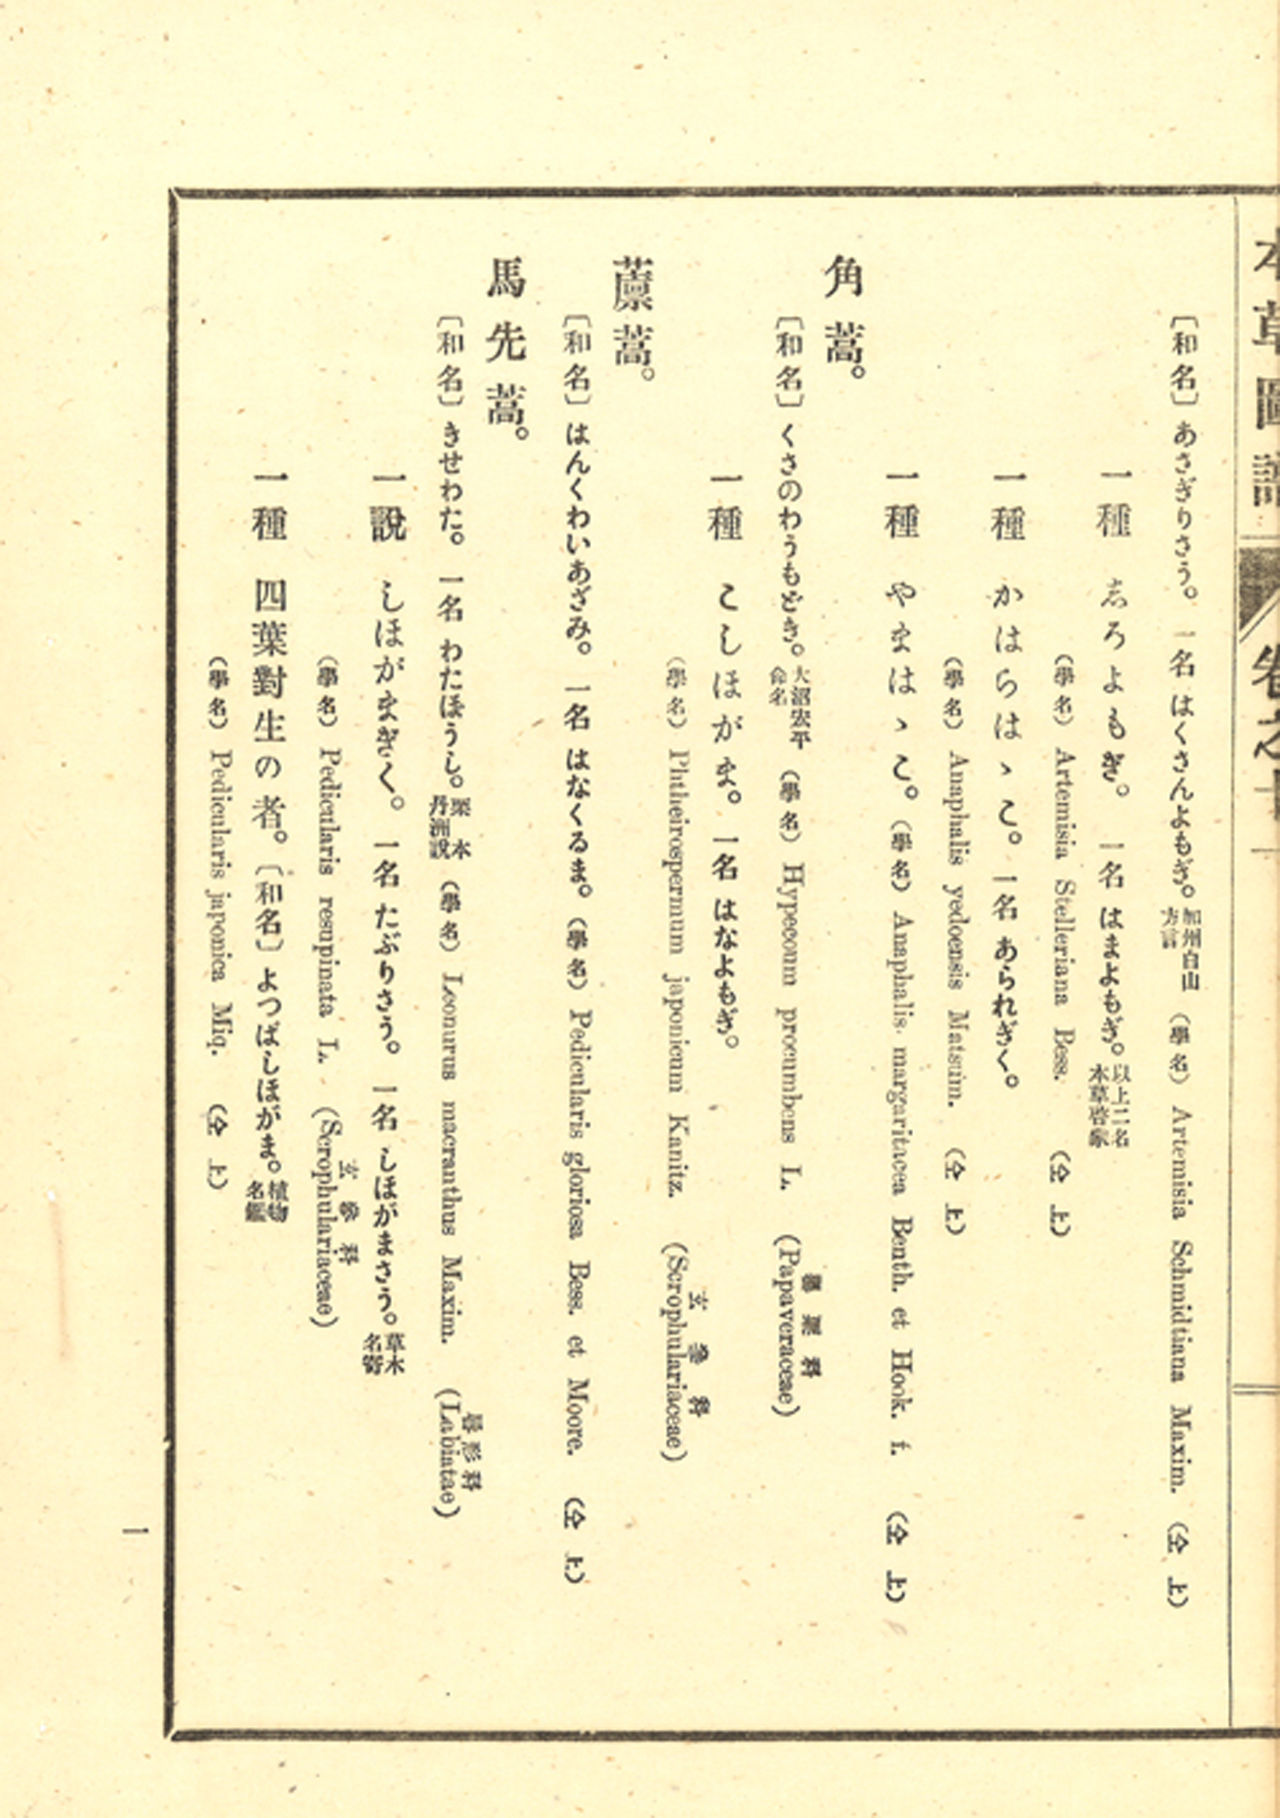 本草圖譜 卷之十
〔和名〕あさぎりさう。一名 はくさんよもぎ。加州白山方言（學名）Artemisia Schmidtiana Maxim.（仝上）
一種 志ろよもぎ。一名 はまよもぎ。以上二名本草啓蒙
（學名）Artemisia Stelleriana Bess.（仝上）
一種 かはらはゝこ。一名 あられぎく。
（學名）Anaphalis yedoensis Matsum.（仝上）
一種 やまはゝこ。（學名）Anaphalis margaritacea Benth. et Hook. f.（仝上）
角蒿。
〔和名〕くさのわうもどき。大沼宏平命名（學名）Hypecoum procumbens L. 罌粟科(Papaveraceae)
一種 こしほがま。一名 はなよもぎ。
（學名）Phtheirospermum japonicum Kanitz. 玄參科(Scrophulariaceae)
藨蒿。
〔和名〕はんくわいあざみ。一名 はなくるま。（學名）Pedicularis gloriosa Bess. et Moore.（仝上）
馬先蒿。
〔和名〕きせわた。一名 わたぼうし。栗本丹洲說（學名）Leonurus macranthus Maxim. 唇形科(Labiatae)
一說 しほがまぎく。一名 たぶりさう。一名 しほがまさう。草木名寄
（學名）Pedicularis resupinata L. 玄參科(Scrophulariaceae)
一種 四葉對生の者。〔和名〕よつばしほがま。植物名鑑
（學名）Pedicularis japonica Miq.（仝上）
一